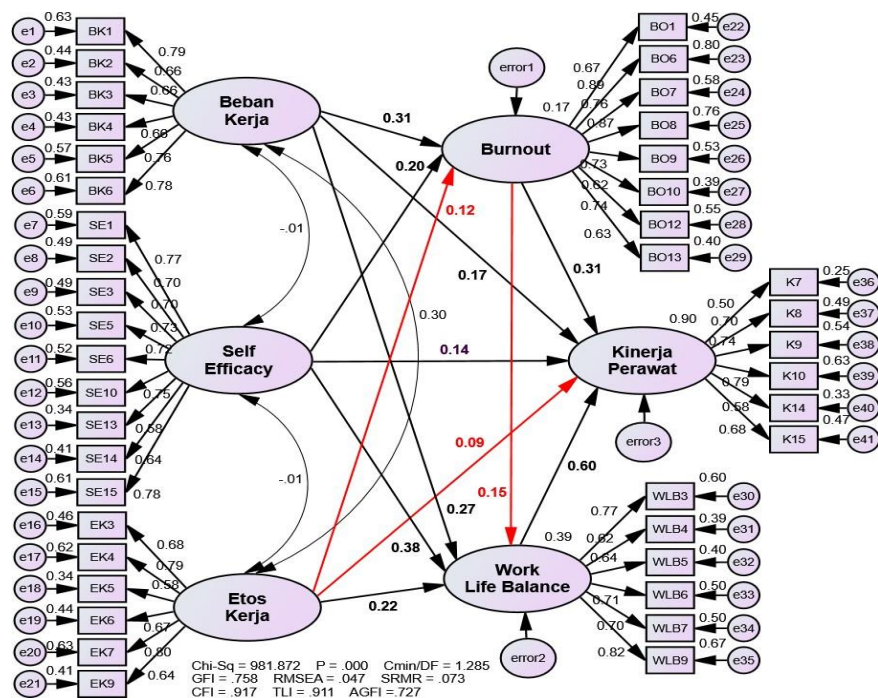 e1 0.63 BK1 0.79
e2 0.44 BK2 0.66
e3 0.43 BK3 0.66
e4 0.43 BK4 0.66
e5 0.57 BK5 0.76
e6 0.61 BK6 0.78
Beban
Kerja
e7 0.59 SE1 0.77
e8 0.49 SE2 0.70
e9 0.49 SE3 0.70
e10 0.53 SE5 0.73
e11 0.52 SE6 0.72
e12 0.56 SE10 0.75
e13 0.34 SE13 0.58
e14 0.41 SE14 0.64
e15 0.61 SE15 0.78
Self
Efficacy
e16 0.46 EK3 0.68
e17 0.62 EK4 0.79
e18 0.34 EK5 0.58
e19 0.44 EK6 0.67
e20 0.63 EK7 0.80
e21 0.41 EK9 0.64
Etos
Kerja
-.01
0.30
-.01
0.31
0.20
0.12
0.17
0.14
0.09
0.27
0.38
0.22
0.15
0.31
0.60
error1
0.17
Burnout
0.67 BO1 0.45 e22
0.89 BO6 0.80 e23
0.76 BO7 0.58 e24
0.87 BO8 0.76 e25
0.73 BO9 0.53 e26
0.62 BO10 0.39 e27
0.74 BO12 0.55 e28
0.63 BO13 0.40 e29
0.90
Kinerja
Perawat
error3
0.50 K7 0.25 e36
0.70 K8 0.49 e37
0.74 K9 0.54 e38
K10 0.63 e39
0.79 K14 0.33 e40
0.58 K15 0.47 e41
0.68
0.39
Work
Life Balance
error2
0.77 WLB3 0.60 e30
0.62 WLB4 0.39 e31
0.64 WLB5 0.40 e32
WLB6 0.50 e33
0.71 WLB7 0.50 e34
0.70 WLB9 0.67 e35
0.82
Chi-Sq = 981.872 P = .000 Cmin/DF = 1.285
GFI = .758 RMSEA = .047 SRMR = .073
CFI = .917 TLI = .911 AGFI = .727